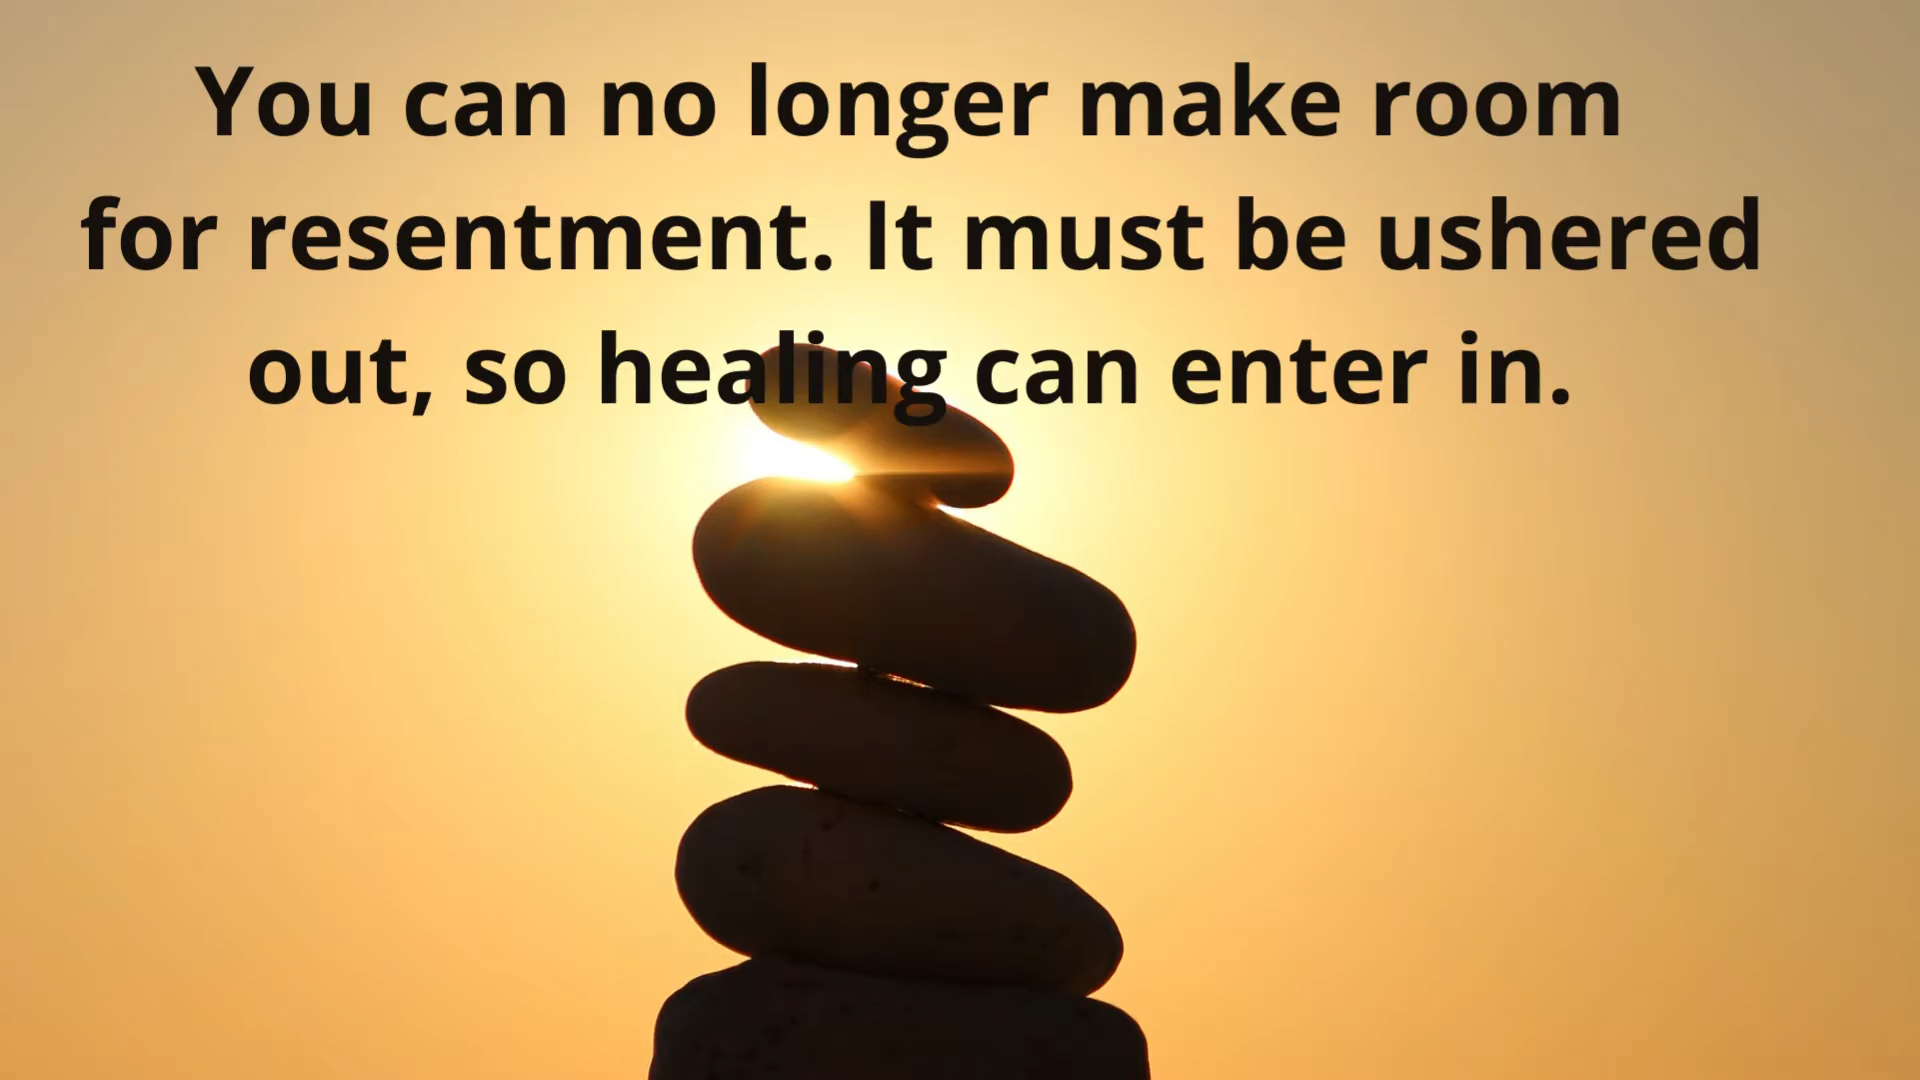 You can no longer make room
for resentment. It must be ushered
out, so healing can enter in.